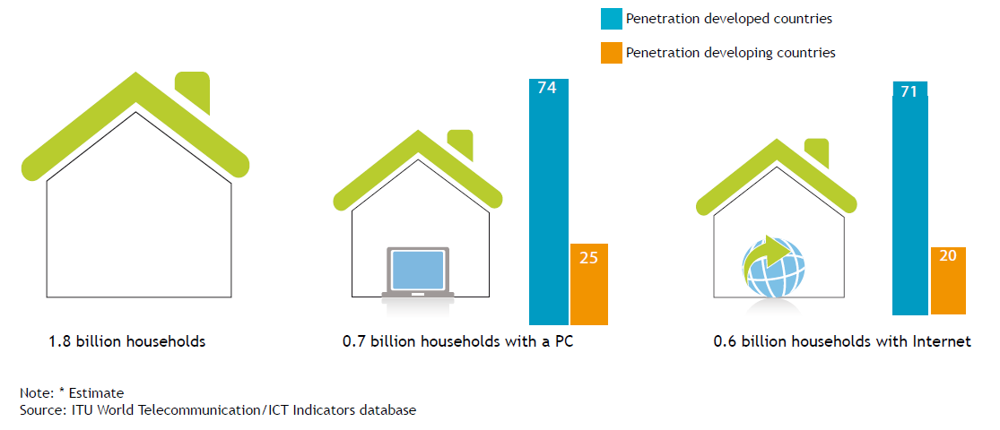 Penetration developed countries
Penetration developing countries
74
25
71
20
1.8 billion households
0.7 billion households with a PC
0.6 billion households with Internet
Note: * Estimate
Source: ITU World Telecommunication/ICT Indicators database